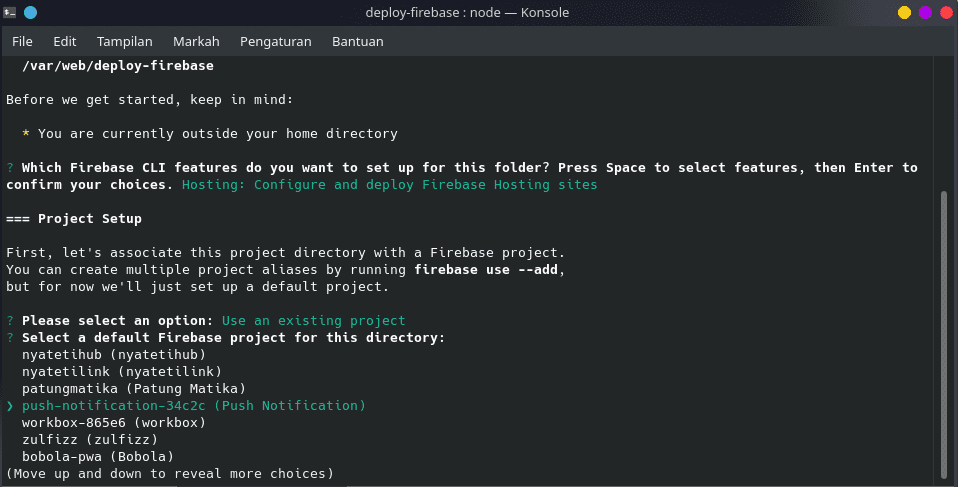 deploy-firebase : node — Konsole
File Edit Tampilan Markah Pengaturan Bantuan
/var/web/deploy-firebase
Before we get started, keep in mind:
* You are currently outside your home directory
? Which Firebase CLI features do you want to set up for this folder? Press Space to select features, then Enter to
confirm your choices. Hosting: Configure and deploy Firebase Hosting sites
=== Project Setup
First, let's associate this project directory with a Firebase project.
You can create multiple project aliases by running firebase use --add,
but for now we'll just set up a default project.
? Please select an option: Use an existing project
? Select a default Firebase project for this directory:
nyatetihub (nyatetihub)
nyatetilink (nyatetilink)
patungmatika (Patung Matika)
❯ push-notification-34c2c (Push Notification)
workbox-865e6 (workbox)
zulfizz (zulfizz)
bobola-pwa (Bobola)
(Move up and down to reveal more choices)